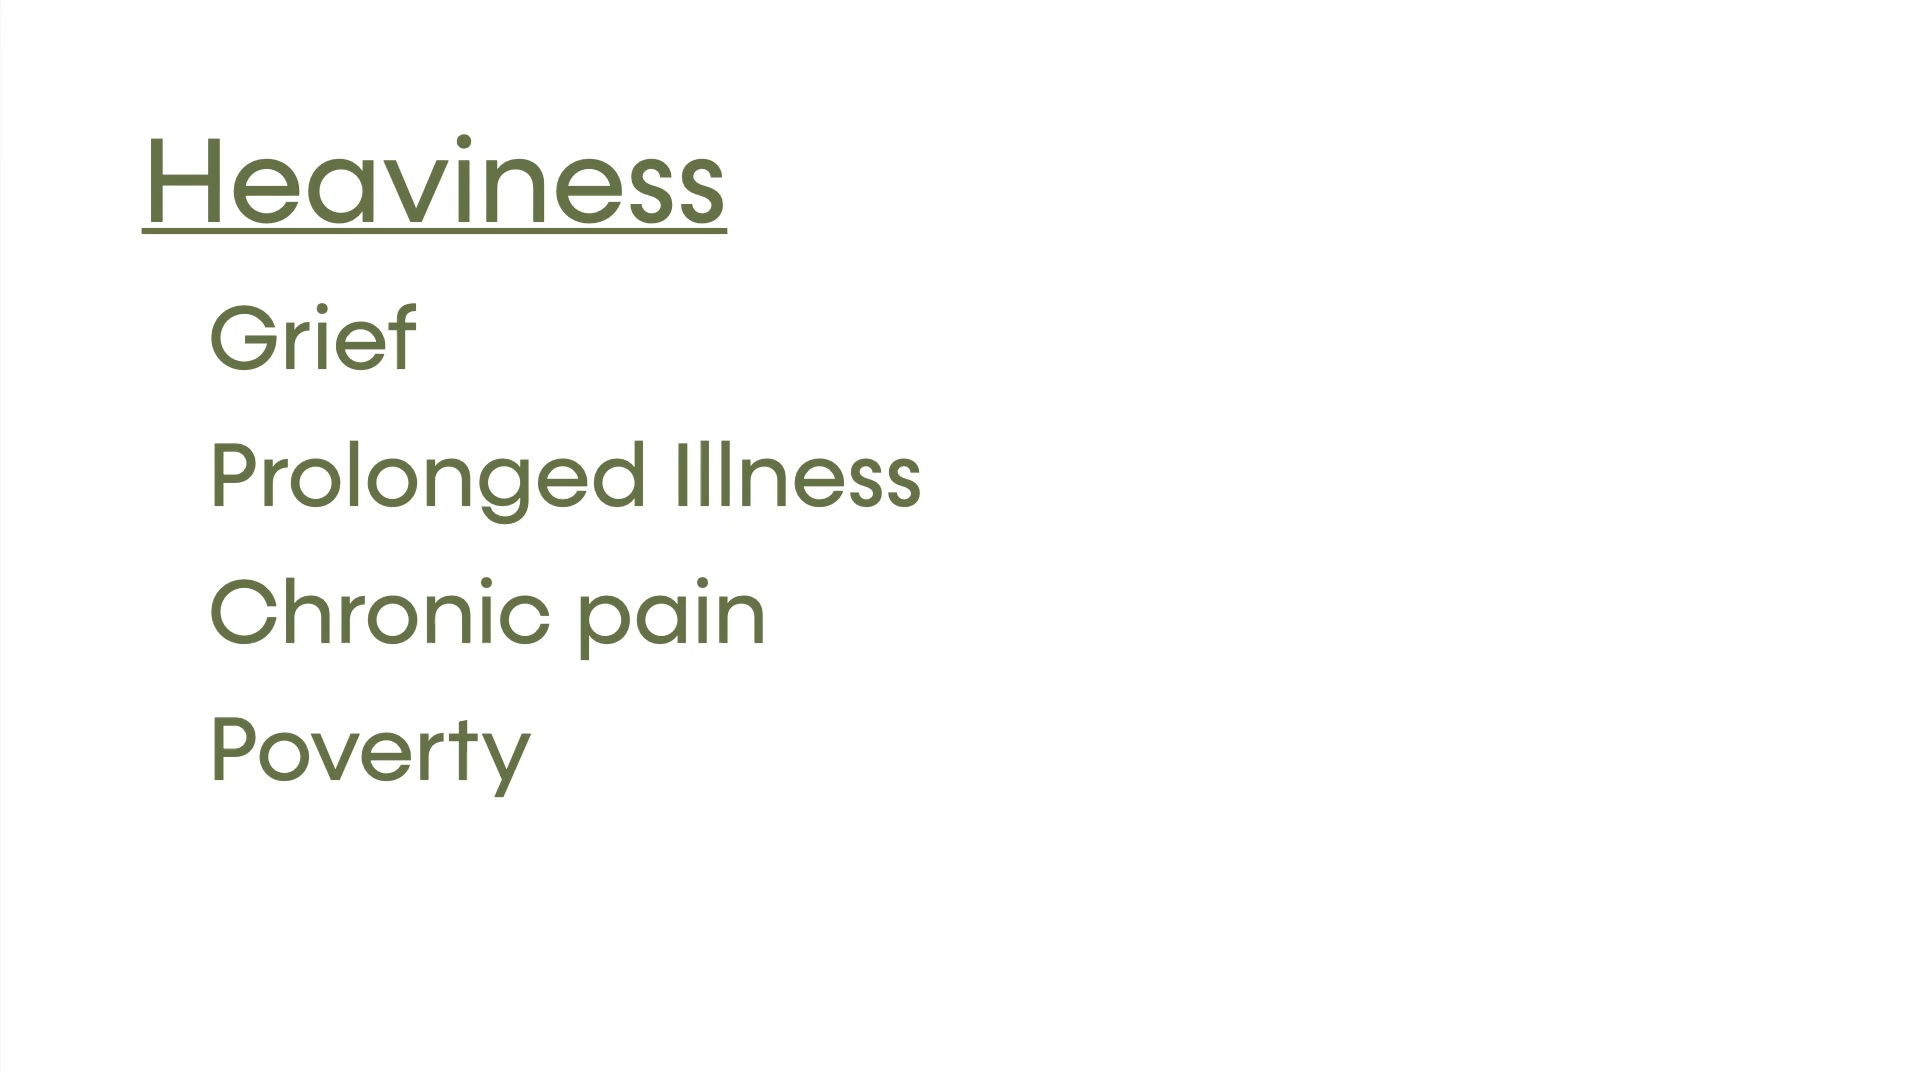 Heaviness
Grief
Prolonged Illness
Chronic pain
Poverty